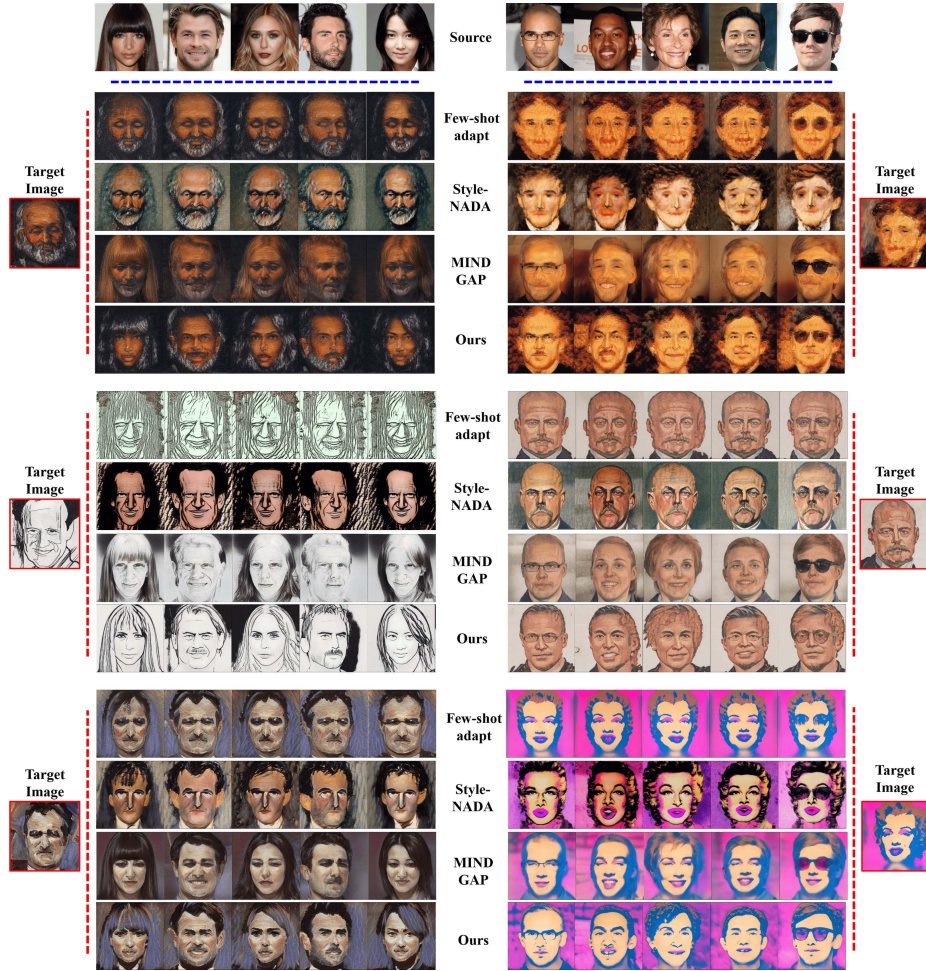 Source
LO
Few-shot
adapt
Target
Image
Style-
NADA
Target
Image
MIND
GAP
Ours
Few-shot
adapt
Target
Image
Style-
NADA
Target
Image
MIND
GAP
Ours
Few-shot
adapt
Target
Image
Style-
NADA
Target
Image
MIND
GAP
Ours